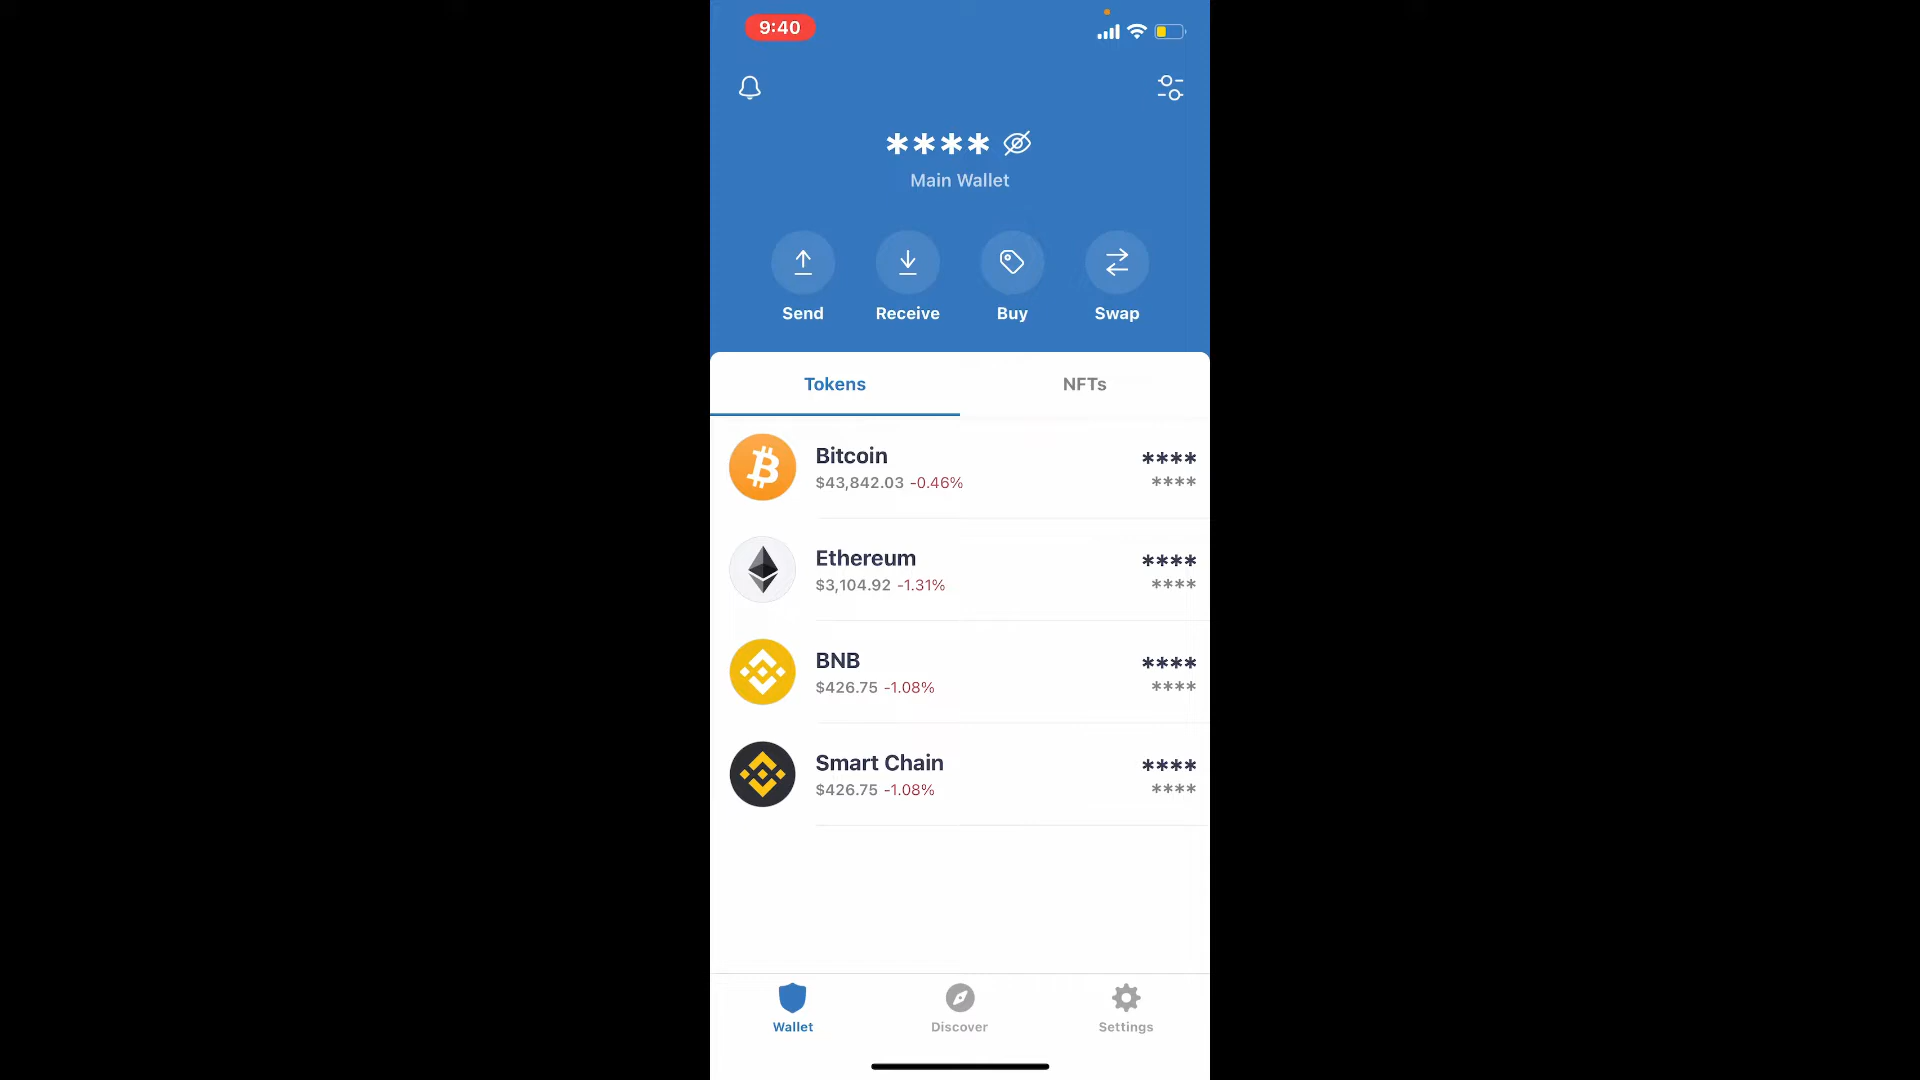 9:40
****
Main Wallet
Send Receive Buy Swap
Tokens NFTs
Bitcoin ****
$43,842.03 -0.46% ****
Ethereum ****
$3,104.92 -1.31% ****
BNB ****
$426.75 -1.08% ****
Smart Chain ****
$426.75 -1.08% ****
Wallet Discover Settings